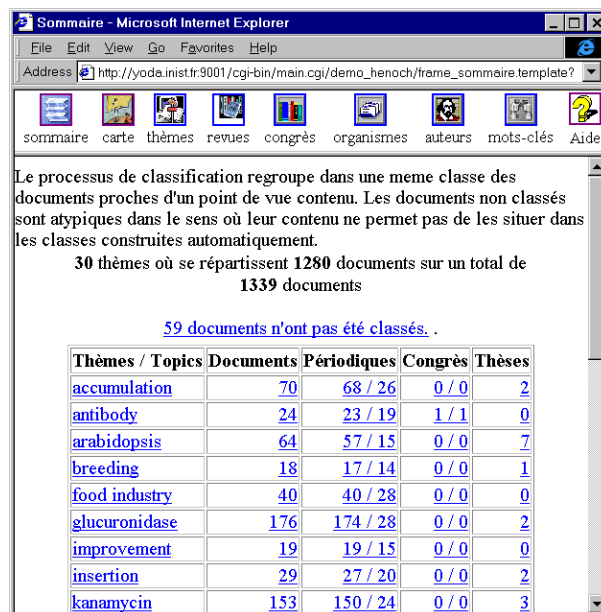 Sommaire - Microsoft Internet Explorer
File Edit View Go Favorites Help
Address http://yoda.inist.fr:9001/cgi-bin/main.cgi/demo_henoch/frame_sommaire.template?
sommaire carte thèmes revues congrès organismes auteurs mots-clés Aide
Le processus de classification regroupe dans une meme classe des
documents proches d'un point de vue contenu. Les documents non classés
sont atypiques dans le sens où leur contenu ne permet pas de les situer dans
les classes construites automatiquement.
30 thèmes où se répartissent 1280 documents sur un total de
1339 documents
59 documents n'ont pas été classés. .
Thèmes / Topics Documents Périodiques Congrès Thèses
accumulation 70 68 / 26 0 / 0 2
antibody 24 23 / 19 1 / 1 0
arabidopsis 64 57 / 15 0 / 0 7
breeding 18 17 / 14 0 / 0 1
food industry 40 40 / 28 0 / 0 0
glucuronidase 176 174 / 28 0 / 0 2
improvement 19 19 / 15 0 / 0 0
insertion 29 27 / 20 0 / 0 2
kanamycin 153 150 / 24 0 / 0 3